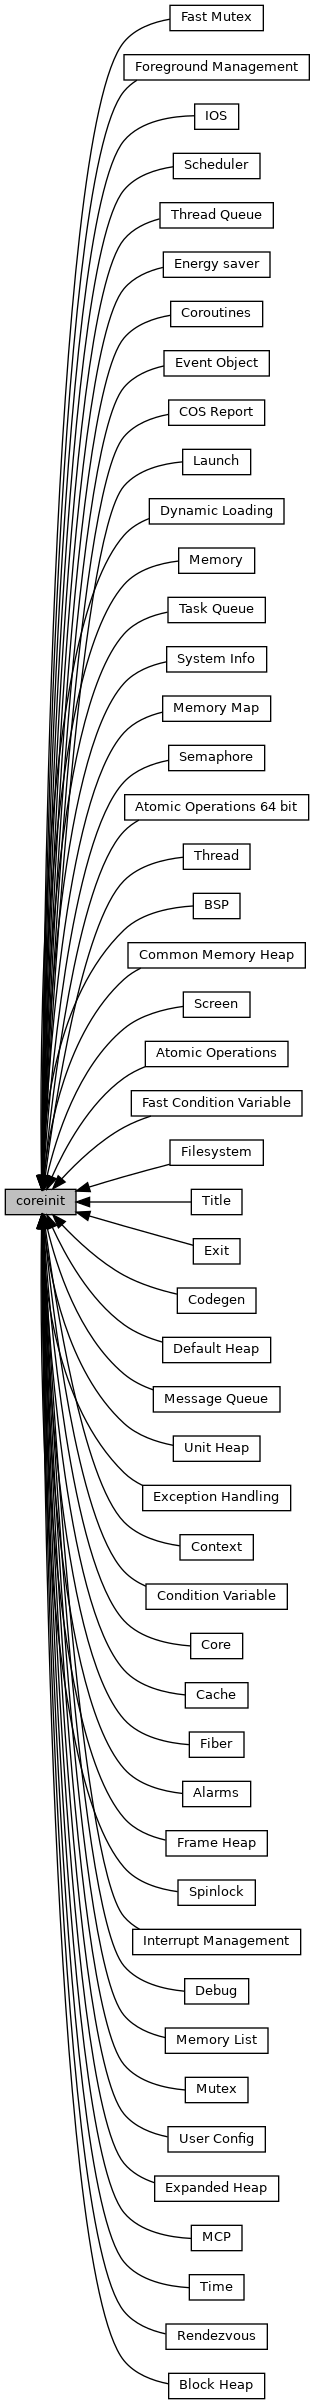 Fast Mutex
Foreground Management
IOS
Scheduler
Thread Queue
Energy saver
Coroutines
Event Object
COS Report
Launch
Dynamic Loading
Memory
Task Queue
System Info
Memory Map
Semaphore
Atomic Operations 64 bit
Thread
BSP
Common Memory Heap
Screen
Atomic Operations
Fast Condition Variable
Filesystem
coreinit
Title
Exit
Codegen
Default Heap
Message Queue
Unit Heap
Exception Handling
Context
Condition Variable
Core
Cache
Fiber
Alarms
Frame Heap
Spinlock
Interrupt Management
Debug
Memory List
Mutex
User Config
Expanded Heap
MCP
Time
Rendezvous
Block Heap